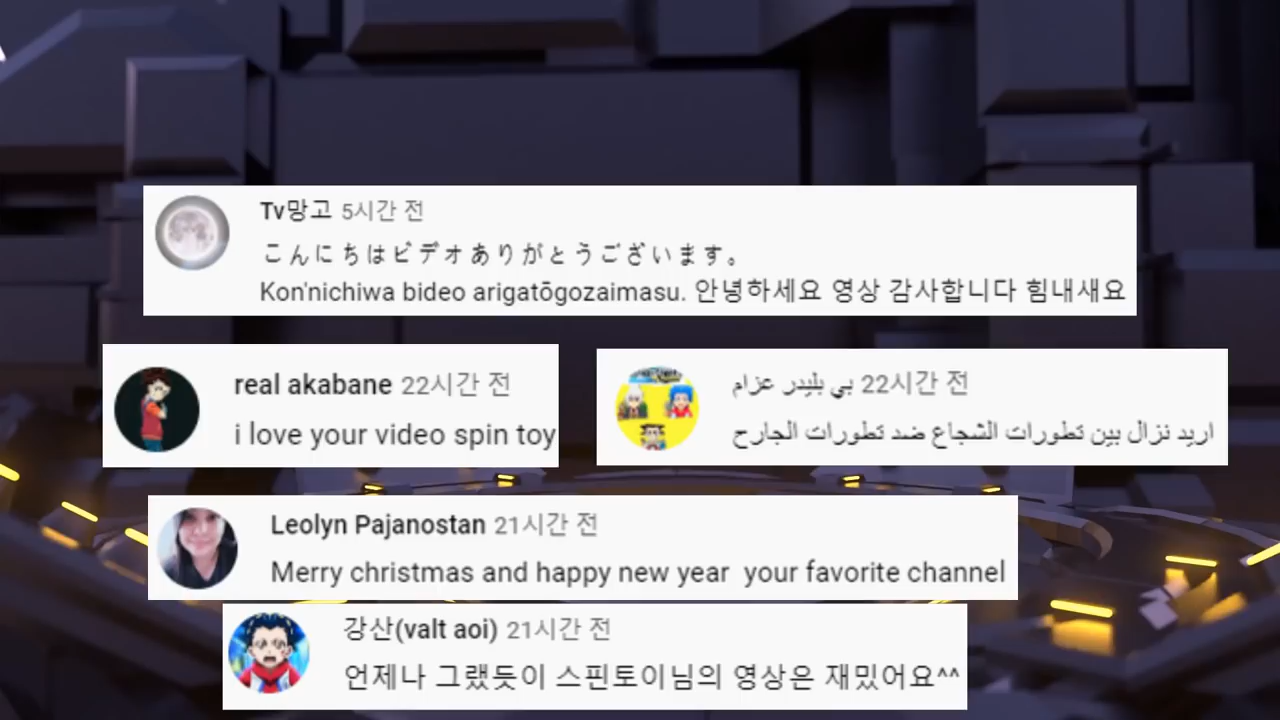 Tv망고 5시간 전
こんにちはビデオありがとうございます。
Kon'nichiwa bideo arigatōgozaimasu. 안녕하세요 영상 감사합니다 힘내새요
real akabane 22시간 전
i love your video spin toy
بي بليدر عزام 22시간 전
اريد نزال بين تطورات الشجاع ضد تطورات الجارح
Leolyn Pajanostan 21시간 전
Merry christmas and happy new year your favorite channel
강산(valt aoi) 21시간 전
언제나 그랬듯이 스핀토이님의 영상은 재밌어요^^